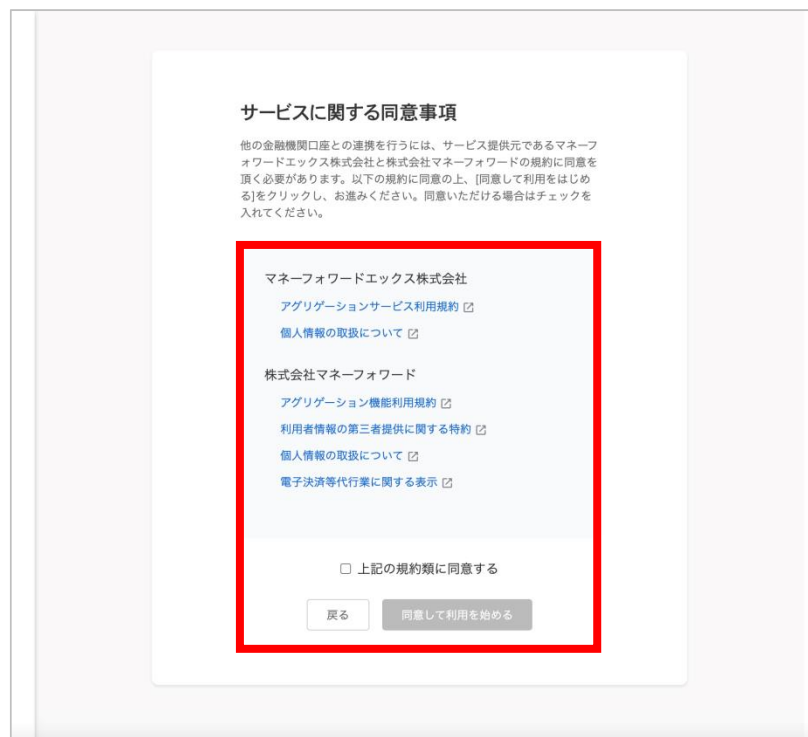 サービスに関する同意事項
他の金融機関口座との連携を行うには、サービス提供元であるマネーフ
ォワードエックス株式会社と株式会社マネーフォワードの規約に同意を
頂く必要があります。以下の規約に同意の上、[同意して利用をはじめ
る]をクリックし、お進みください。同意いただける場合はチェックを
入れてください。
マネーフォワードエックス株式会社
アグリゲーションサービス利用規約
個人情報の取扱について
株式会社マネーフォワード
アグリゲーション機能利用規約
利用者情報の第三者提供に関する特約
個人情報の取扱について
電子決済等代行業に関する表示
上記の規約類に同意する
戻る
同意して利用を始める